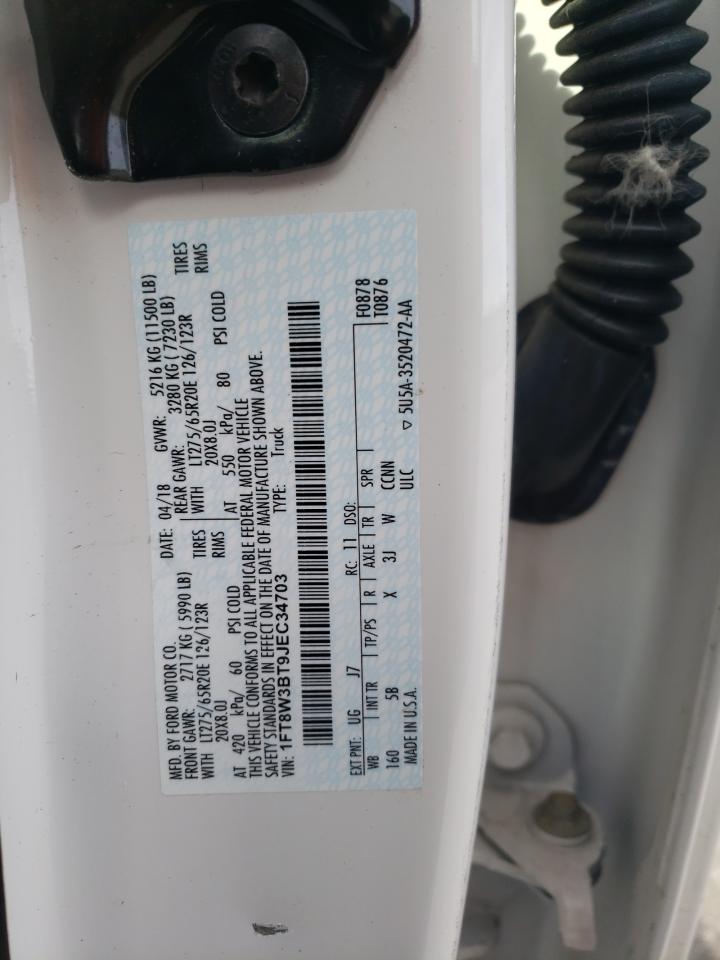 MFD. BY FORD MOTOR CO.
DATE: 04/18
GVWR: 5216 KG (11500 LB)
FRONT GAWR: 2717 KG ( 5990 LB)
REAR GAWR: 3280 KG ( 7230 LB)
WITH LT275/65R20E 126/123R TIRES
WITH LT275/65R20E 126/123R TIRES
20X8.0J RIMS
20X8.0J RIMS
AT 420 kPa/ 60 PSI COLD
AT 550 kPa/ 80 PSI COLD
THIS VEHICLE CONFORMS TO ALL APPLICABLE FEDERAL MOTOR VEHICLE
SAFETY STANDARDS IN EFFECT ON THE DATE OF MANUFACTURE SHOWN ABOVE.
VIN: 1FT8W3BT9JEC34703
TYPE: Truck
F0878
T0876
EXT PNT: UG J7 RC: 11 DSO:
WB INT TR TP/PS R AXLE TR SPR
160 5B X 3J W CCNN
ULC
MADE IN U.S.A.
▽ 5U5A-3520472-AA